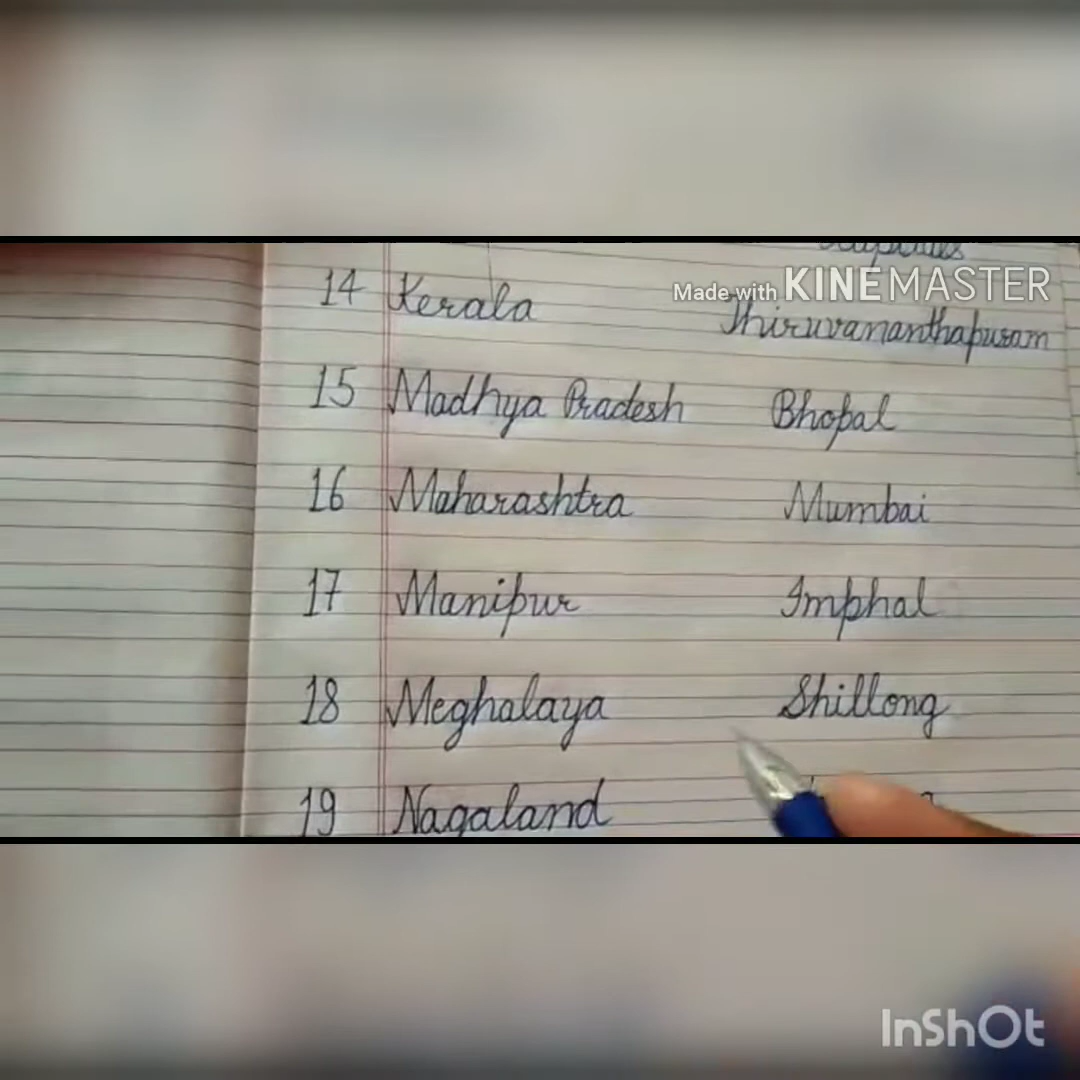 Made with KINEMASTER
14 Kerala Thiruvananthapuram
15 Madhya Pradesh Bhopal
16 Maharashtra Mumbai
17 Manipur Imphal
18 Meghalaya Shillong
19 Nagaland
InShOt